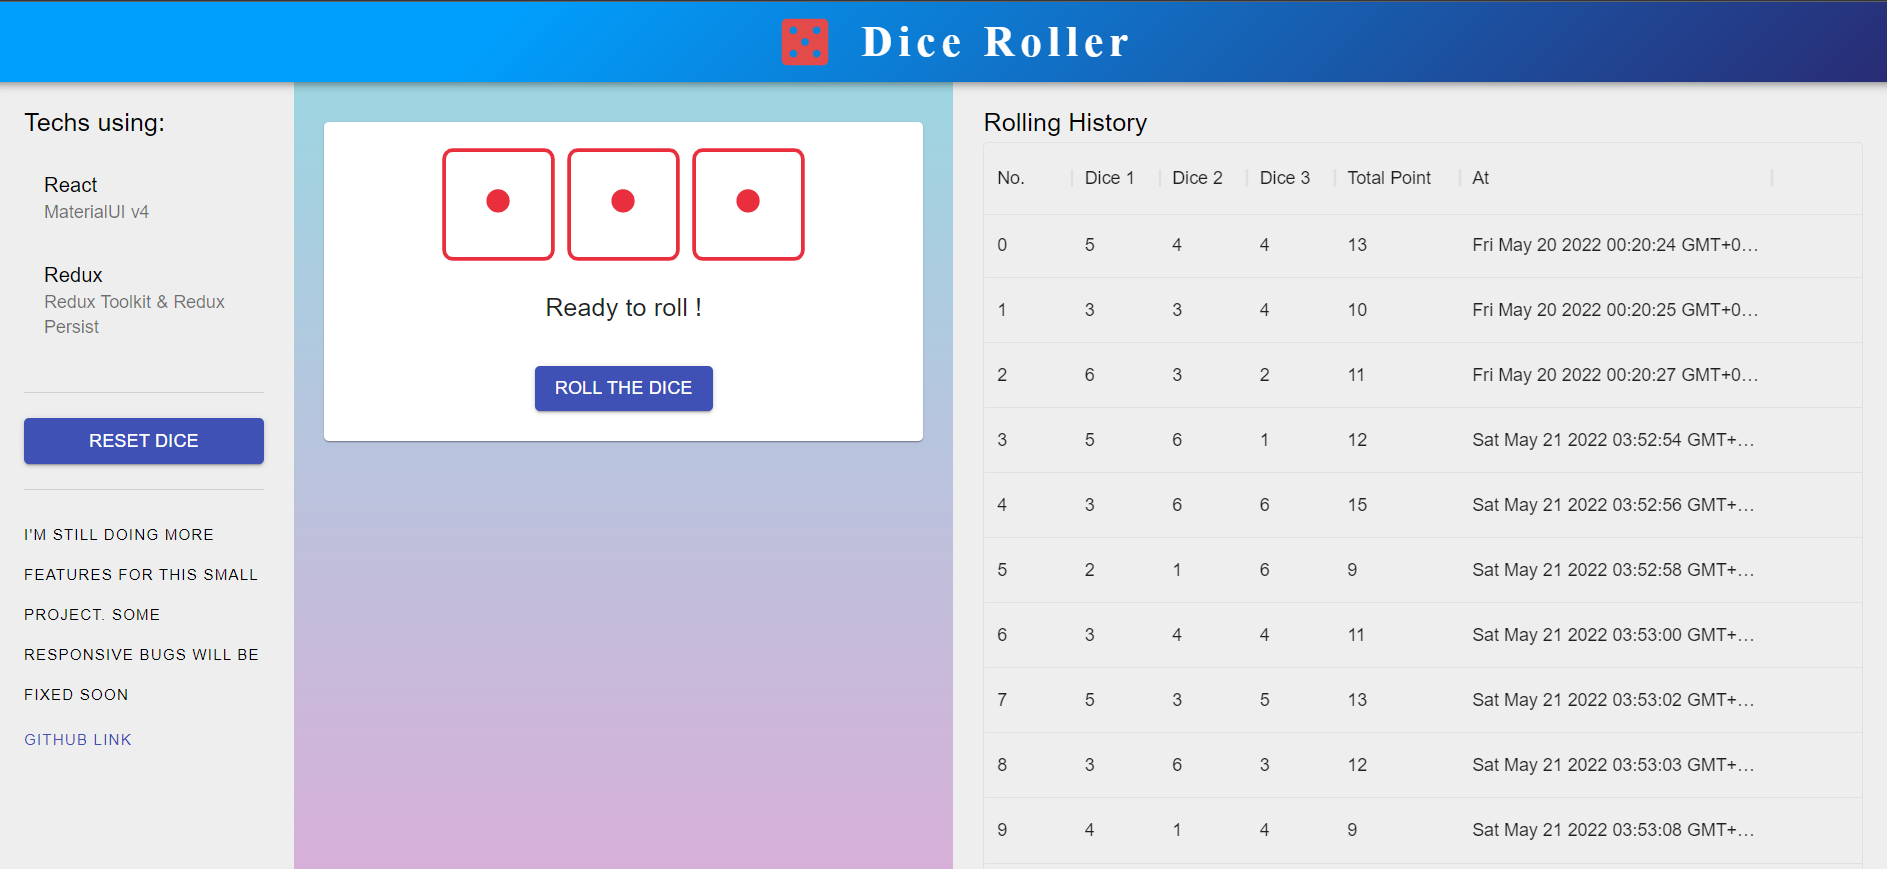 Dice Roller
Techs using:
React
MaterialUI v4
Redux
Redux Toolkit & Redux
Persist
RESET DICE
I'M STILL DOING MORE
FEATURES FOR THIS SMALL
PROJECT. SOME
RESPONSIVE BUGS WILL BE
FIXED SOON
GITHUB LINK
Ready to roll !
ROLL THE DICE
Rolling History
No. Dice 1 Dice 2 Dice 3 Total Point At
0 5 4 4 13 Fri May 20 2022 00:20:24 GMT+0…
1 3 3 4 10 Fri May 20 2022 00:20:25 GMT+0…
2 6 3 2 11 Fri May 20 2022 00:20:27 GMT+0…
3 5 6 1 12 Sat May 21 2022 03:52:54 GMT+…
4 3 6 6 15 Sat May 21 2022 03:52:56 GMT+…
5 2 1 6 9 Sat May 21 2022 03:52:58 GMT+…
6 3 4 4 11 Sat May 21 2022 03:53:00 GMT+…
7 5 3 5 13 Sat May 21 2022 03:53:02 GMT+…
8 3 6 3 12 Sat May 21 2022 03:53:03 GMT+…
9 4 1 4 9 Sat May 21 2022 03:53:08 GMT+…